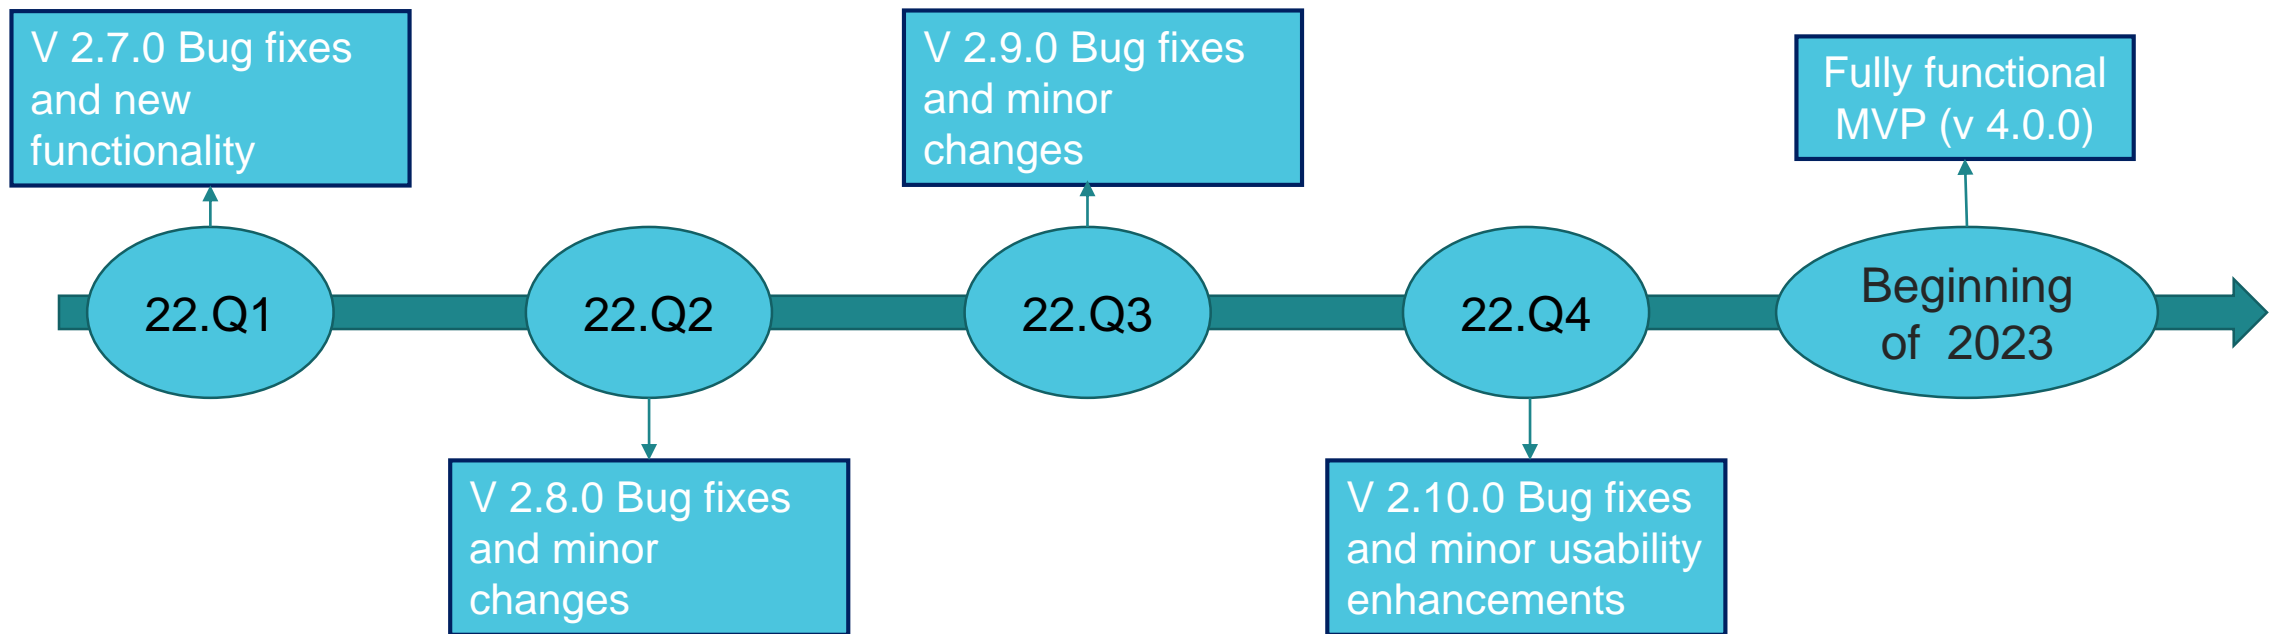 V 2.7.0 Bug fixes
and new
functionality
V 2.9.0 Bug fixes
and minor
changes
Fully functional
MVP (v 4.0.0)
22.Q1
22.Q2
22.Q3
22.Q4
Beginning
of 2023
V 2.8.0 Bug fixes
and minor
changes
V 2.10.0 Bug fixes
and minor usability
enhancements